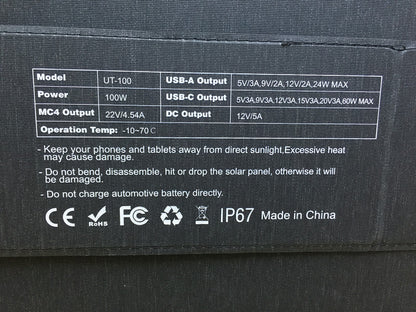 Model UT-100 USB-A Output 5V/3A,9V/2A,12V/2A,24W MAX
Power 100W USB-C Output 5V3A,9V3A,12V3A,15V3A,20V3A,60W MAX
MC4 Output 22V/4.54A DC Output 12V/5A
Operation Temp: -10~70℃
- Keep your phones and tablets away from direct sunlight,Excessive heat
may cause damage.
- Do not bend, disassemble, hit or drop the solar panel, otherwise it will
be damaged.
- Do not charge automotive battery directly.
CE RoHS FC IP67 Made in China